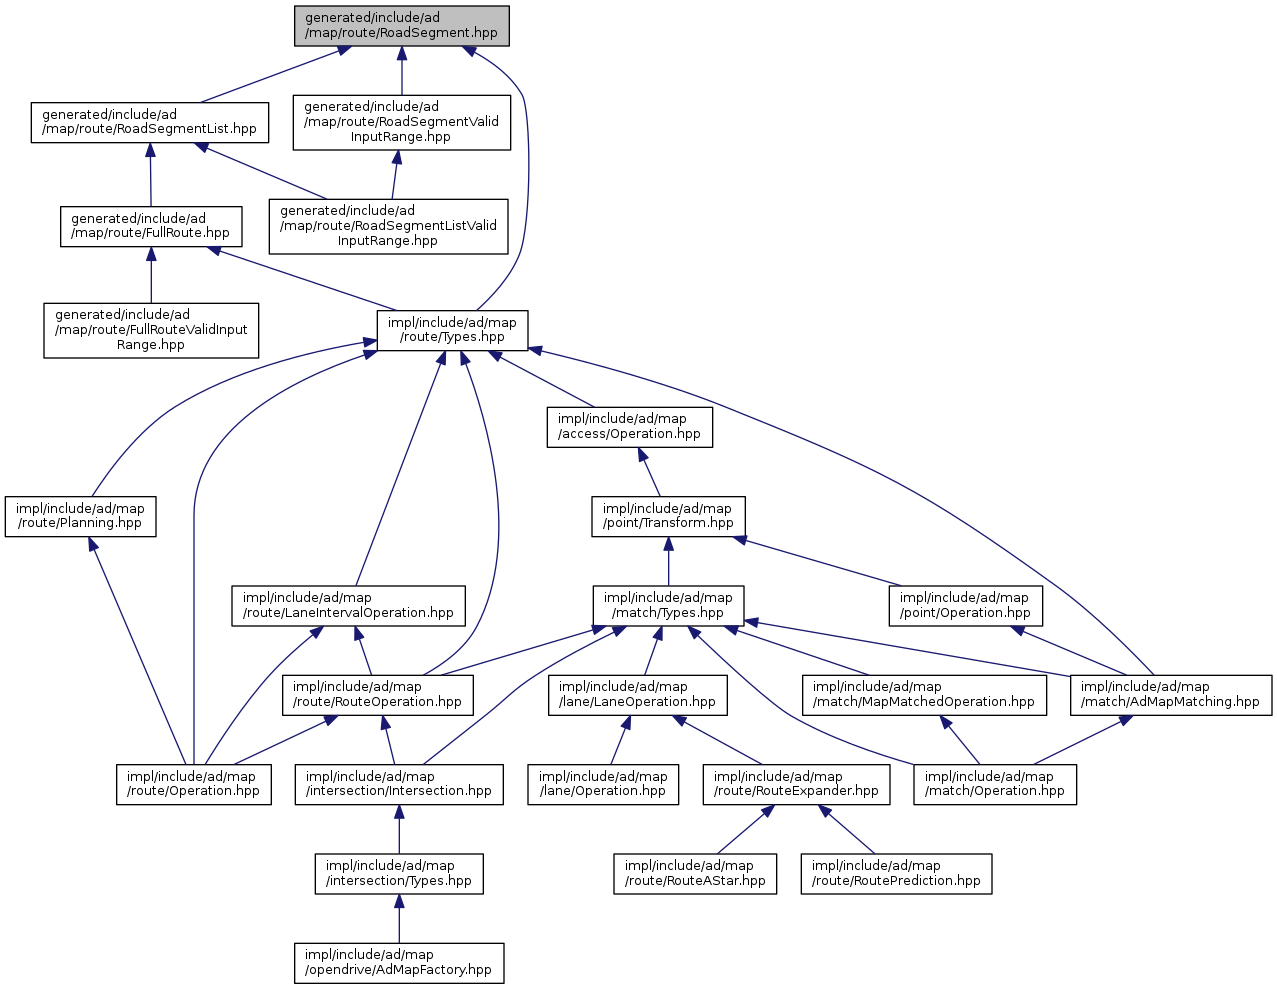 generated/include/ad
/map/route/RoadSegment.hpp
generated/include/ad
/map/route/RoadSegmentList.hpp
generated/include/ad
/map/route/RoadSegmentValid
InputRange.hpp
generated/include/ad
/map/route/FullRoute.hpp
generated/include/ad
/map/route/RoadSegmentListValid
InputRange.hpp
generated/include/ad
/map/route/FullRouteValidInput
Range.hpp
impl/include/ad/map
/route/Types.hpp
impl/include/ad/map
/access/Operation.hpp
impl/include/ad/map
/route/Planning.hpp
impl/include/ad/map
/point/Transform.hpp
impl/include/ad/map
/route/LaneIntervalOperation.hpp
impl/include/ad/map
/match/Types.hpp
impl/include/ad/map
/point/Operation.hpp
impl/include/ad/map
/route/RouteOperation.hpp
impl/include/ad/map
/lane/LaneOperation.hpp
impl/include/ad/map
/match/MapMatchedOperation.hpp
impl/include/ad/map
/match/AdMapMatching.hpp
impl/include/ad/map
/route/Operation.hpp
impl/include/ad/map
/intersection/Intersection.hpp
impl/include/ad/map
/lane/Operation.hpp
impl/include/ad/map
/route/RouteExpander.hpp
impl/include/ad/map
/match/Operation.hpp
impl/include/ad/map
/intersection/Types.hpp
impl/include/ad/map
/route/RouteAStar.hpp
impl/include/ad/map
/route/RoutePrediction.hpp
impl/include/ad/map
/opendrive/AdMapFactory.hpp